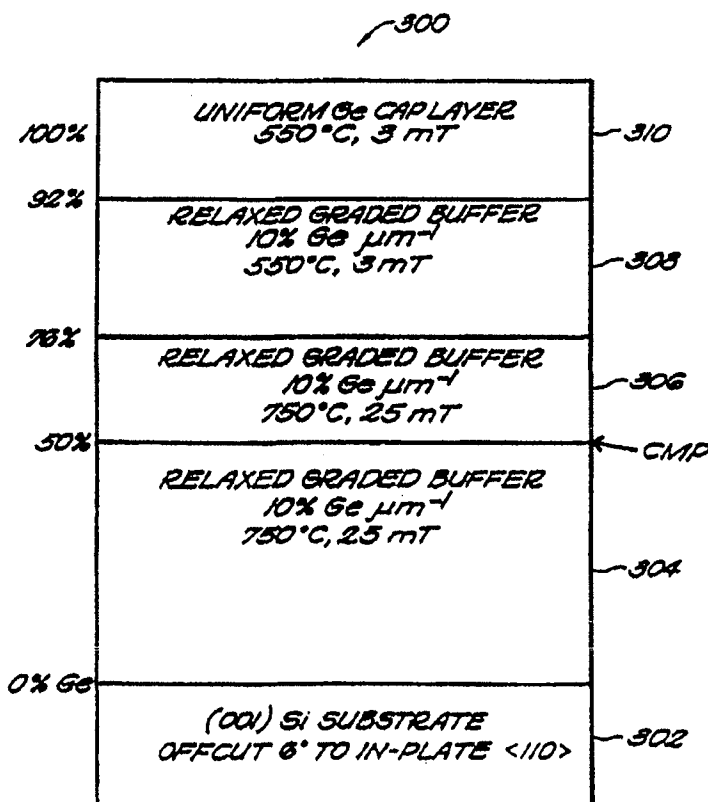 300
UNIFORM Ge CAP LAYER
550°C, 3 mT
100%
310
92%
RELAXED GRADED BUFFER
10% Ge µm⁻¹
550°C, 3 mT
308
76%
RELAXED GRADED BUFFER
10% Ge µm⁻¹
750°C, 25 mT
306
50%
CMP
RELAXED GRADED BUFFER
10% Ge µm⁻¹
750°C, 25 mT
304
0% Ge
(001) Si SUBSTRATE
OFFCUT 6° TO IN-PLATE <110>
302